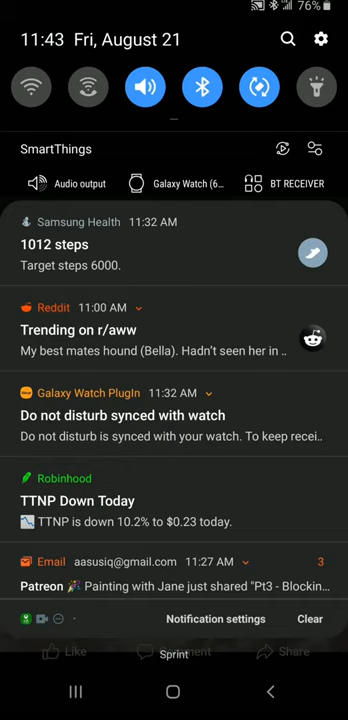 76%
11:43 Fri, August 21
SmartThings
Audio output
Galaxy Watch (6...
BT RECEIVER
Samsung Health 11:32 AM
1012 steps
Target steps 6000.
Reddit 11:00 AM
Trending on r/aww
My best mates hound (Bella). Hadn't seen her in ..
Galaxy Watch PlugIn 11:32 AM
Do not disturb synced with watch
Do not disturb is synced with your watch. To keep recei..
Robinhood
TTNP Down Today
📉 TTNP is down 10.2% to $0.23 today.
Email aasusiq@gmail.com 11:27 AM 3
Patreon 🎉 Painting with Jane just shared "Pt3 - Blockin...
Notification settings Clear
Like Comment Share
Sprint